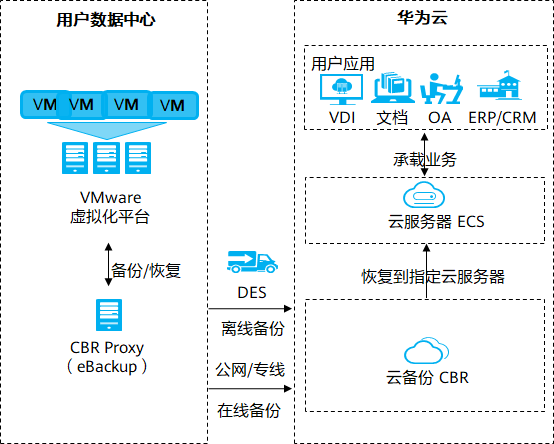 用户数据中心
VM VM VM VM
VMware
虚拟化平台
备份/恢复
CBR Proxy
（eBackup）
DES
离线备份
公网/专线
在线备份
华为云
用户应用
VDI 文档 OA ERP/CRM
承载业务
云服务器 ECS
恢复到指定云服务器
云备份 CBR